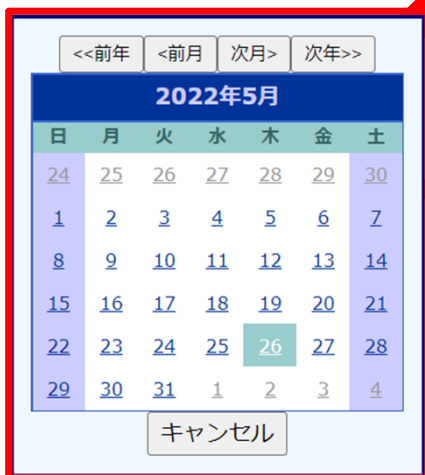 <<前年 <前月 次月> 次年>>
2022年5月
日 月 火 水 木 金 土
24 25 26 27 28 29 30
1 2 3 4 5 6 7
8 9 10 11 12 13 14
15 16 17 18 19 20 21
22 23 24 25 26 27 28
29 30 31 1 2 3 4
キャンセル